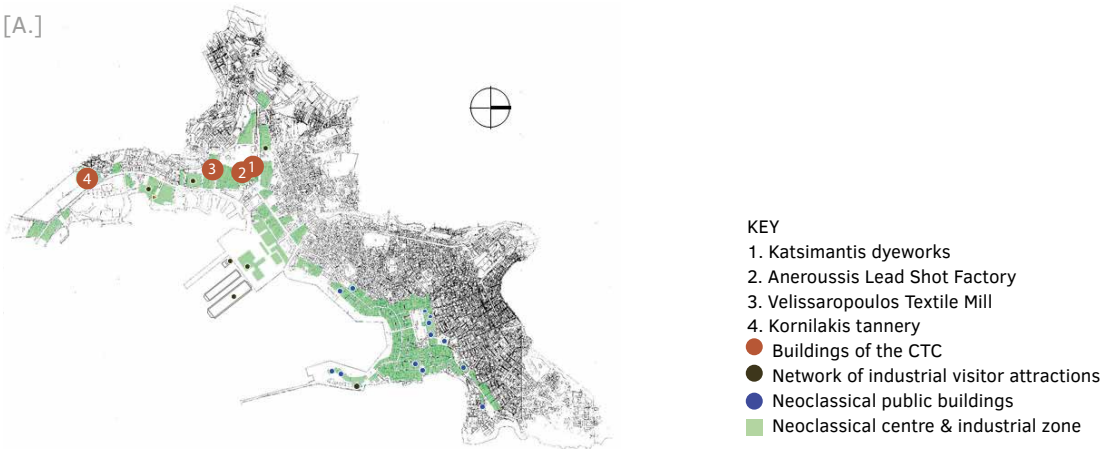 [A.]
1
2
3
4
KEY
1. Katsimantis dyeworks
2. Aneroussis Lead Shot Factory
3. Velissaropoulos Textile Mill
4. Kornilakis tannery
Buildings of the CTC
Network of industrial visitor attractions
Neoclassical public buildings
Neoclassical centre & industrial zone